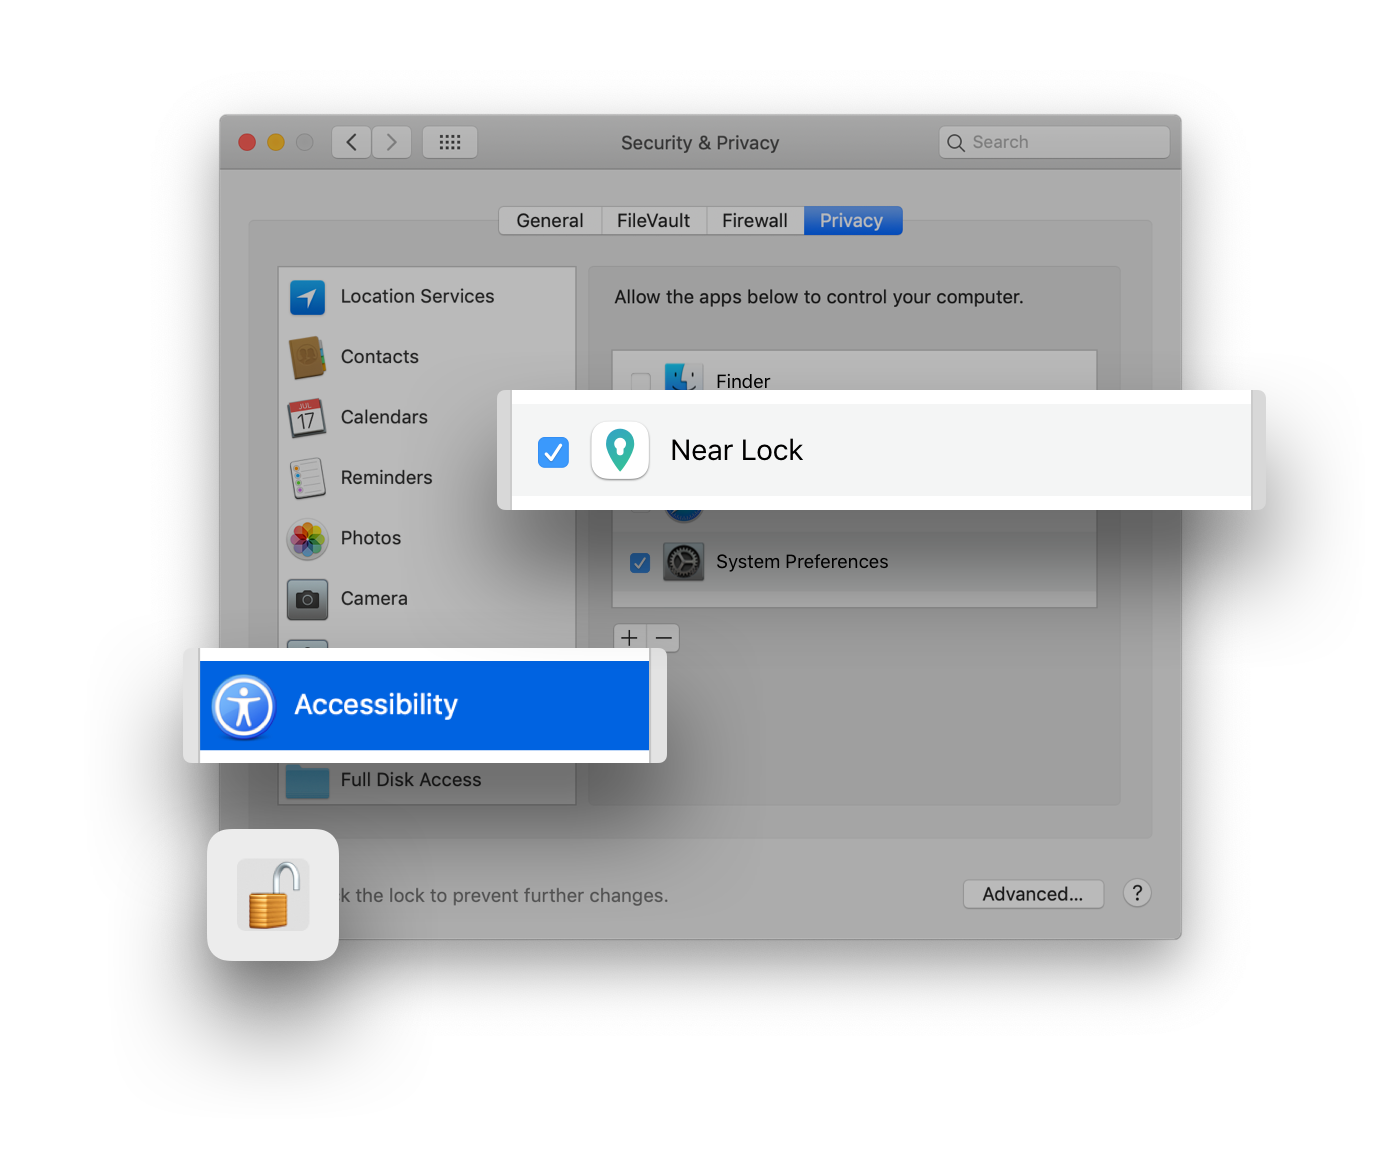 Security & Privacy
Search
General
FileVault
Firewall
Privacy
Location Services
Contacts
JUL
17
Calendars
Reminders
Photos
Camera
Accessibility
Full Disk Access
Allow the apps below to control your computer.
Finder
Near Lock
System Preferences
k the lock to prevent further changes.
Advanced...
?